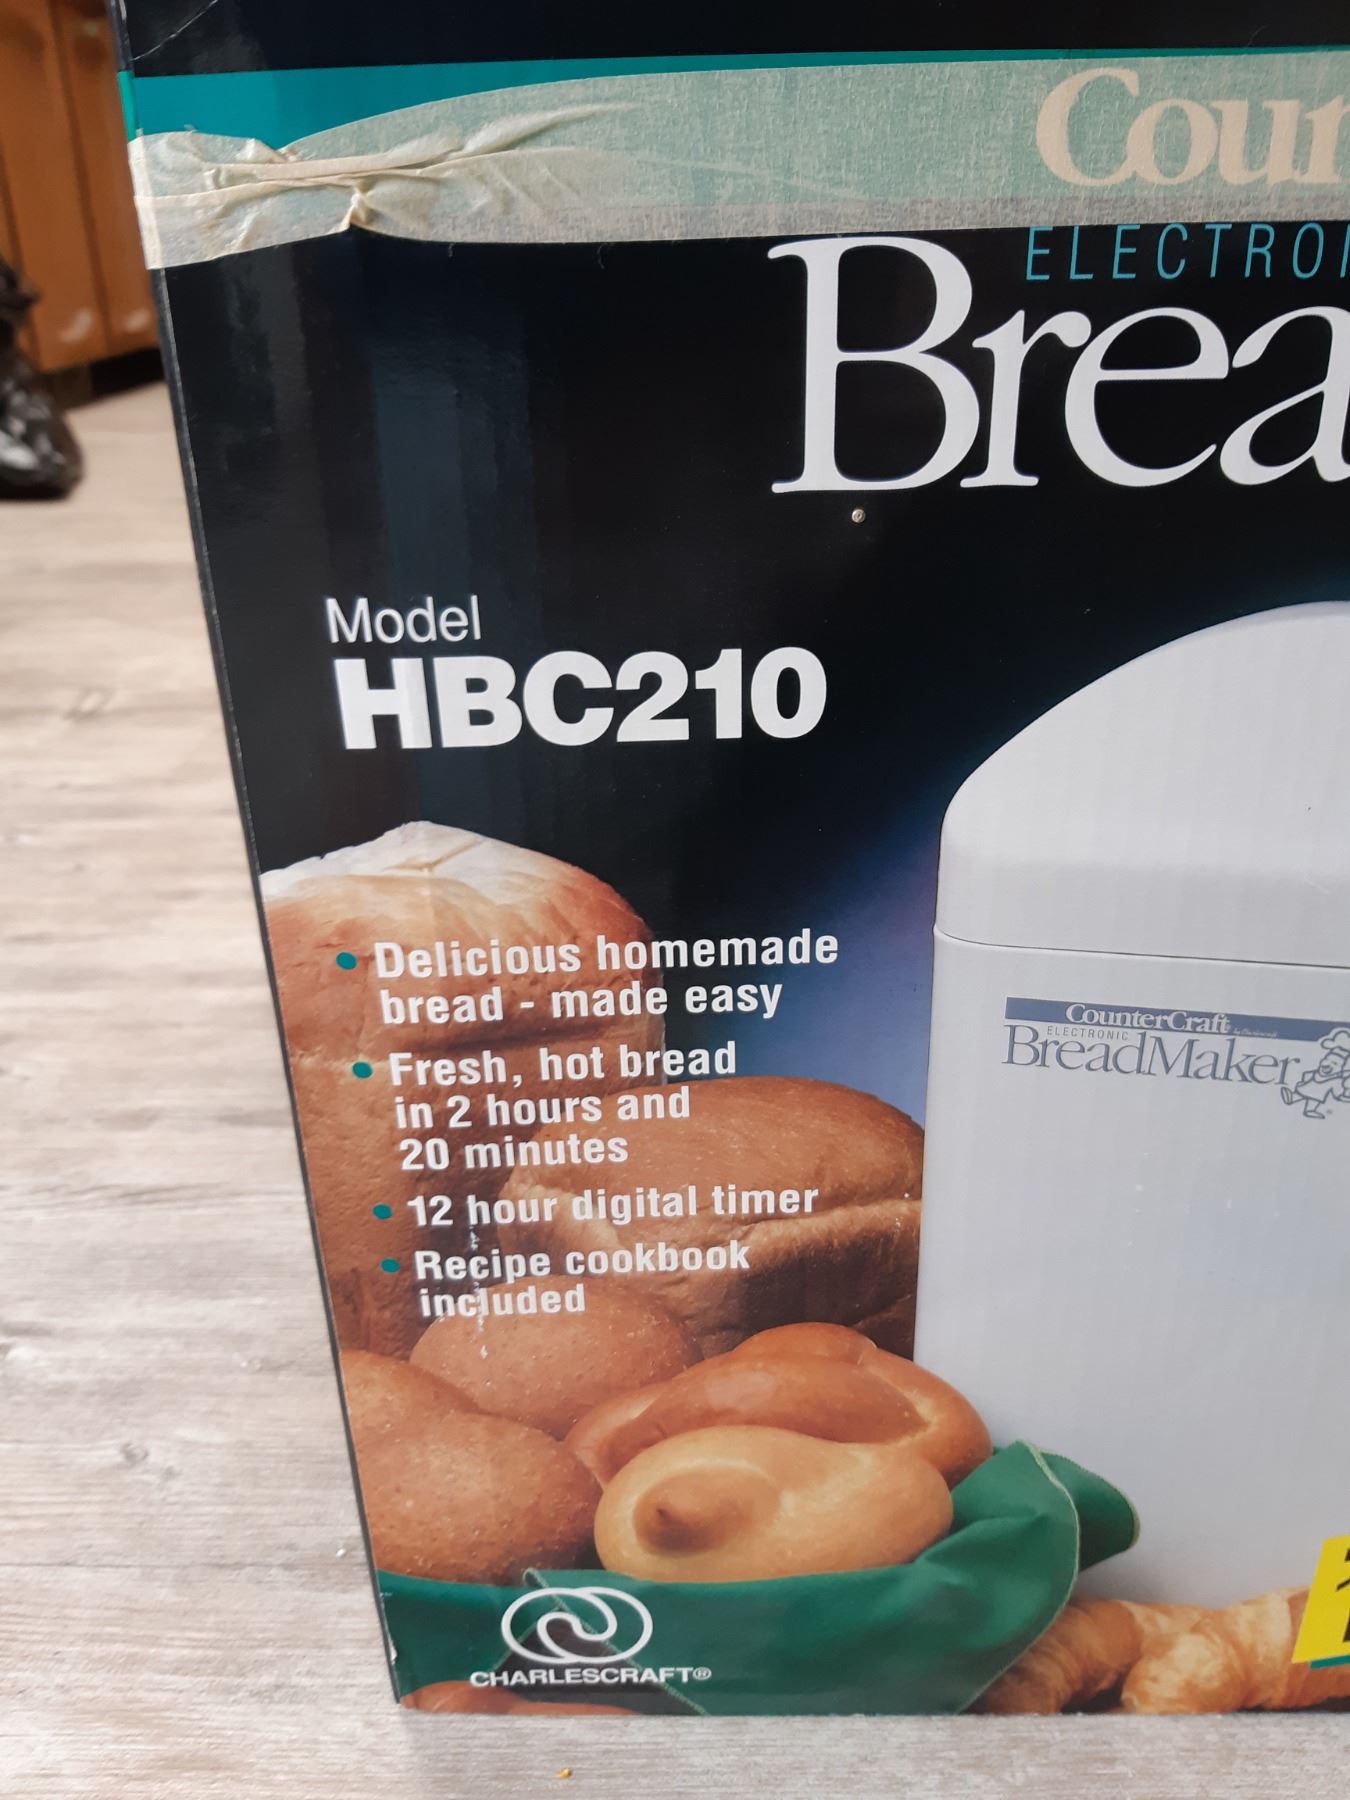 Coun
ELECTRON
Brea
Model
HBC210
• Delicious homemade
bread - made easy
• Fresh, hot bread
in 2 hours and
20 minutes
• 12 hour digital timer
• Recipe cookbook
included
CounterCraft
ELECTRONIC
BreadMaker
CHARLESCRAFT®